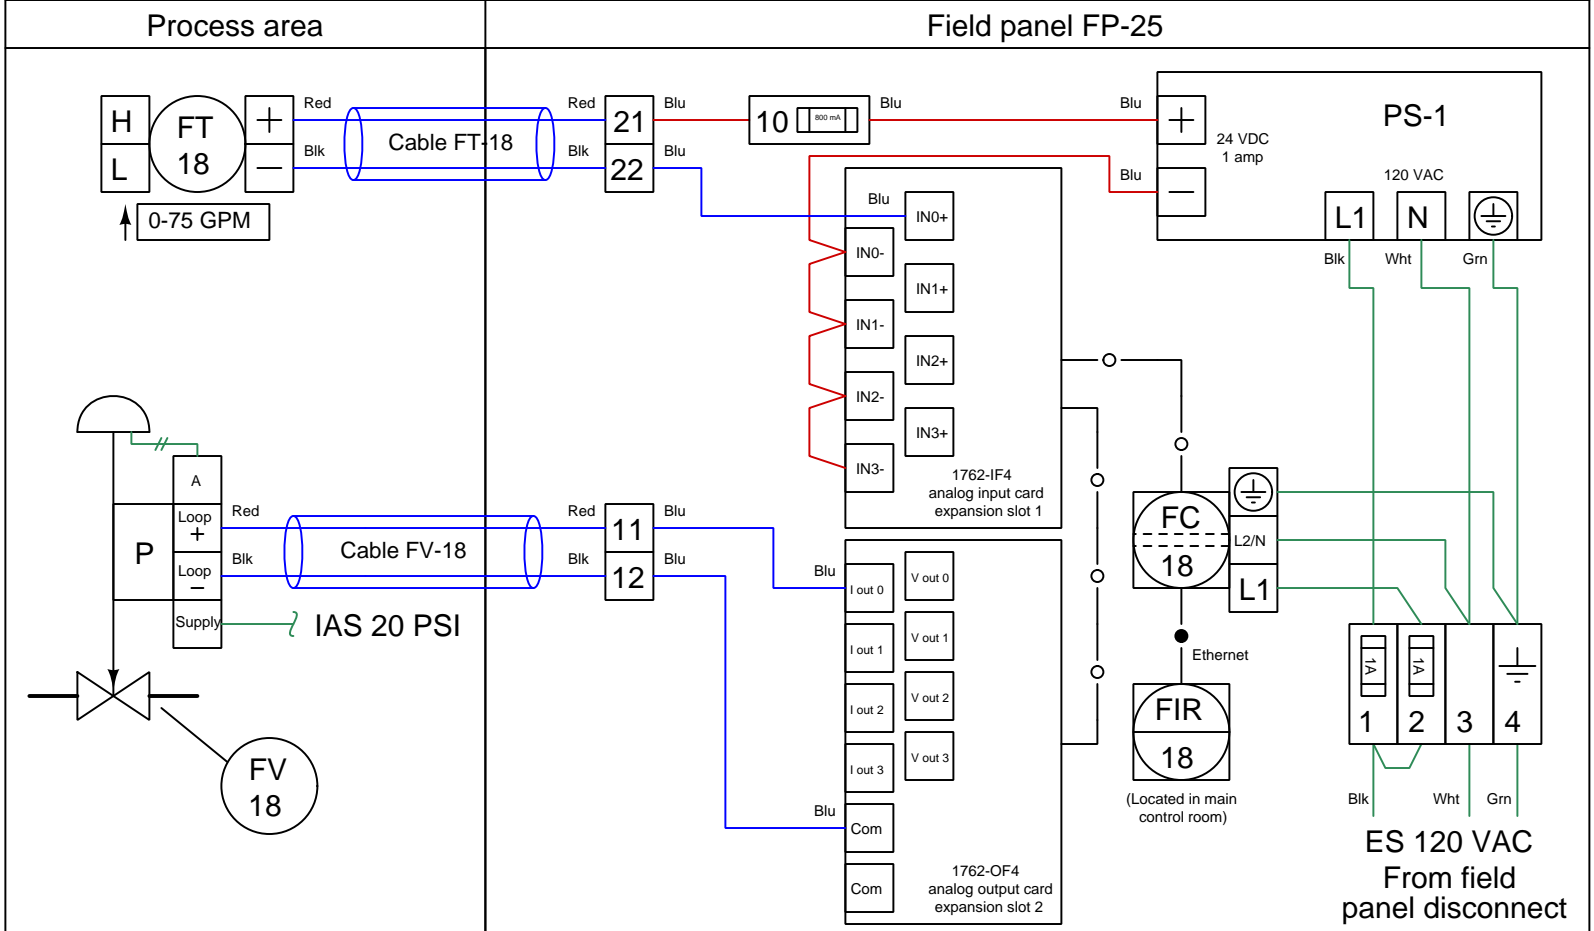 Process area
Field panel FP-25
H
L
FT
18
+
−
0-75 GPM
Red
Blk
Cable FT-18
Red
Blk
21
22
Blu
Blu
10
800 mA
Blu
Blu
Blu
+
−
24 VDC
1 amp
PS-1
120 VAC
L1
N
Blk
Wht
Grn
Blu
IN0+
IN0-
IN1+
IN1-
IN2+
IN2-
IN3+
IN3-
1762-IF4
analog input card
expansion slot 1
A
P
Loop
+
Loop
−
Supply
Red
Blk
Cable FV-18
Red
Blk
11
12
Blu
Blu
IAS 20 PSI
FV
18
Blu
I out 0
V out 0
I out 1
V out 1
I out 2
V out 2
I out 3
V out 3
Blu
Com
Com
1762-OF4
analog output card
expansion slot 2
FC
18
L2/N
L1
Ethernet
FIR
18
(Located in main
control room)
1A
1A
1
2
3
4
Blk
Wht
Grn
ES 120 VAC
From field
panel disconnect